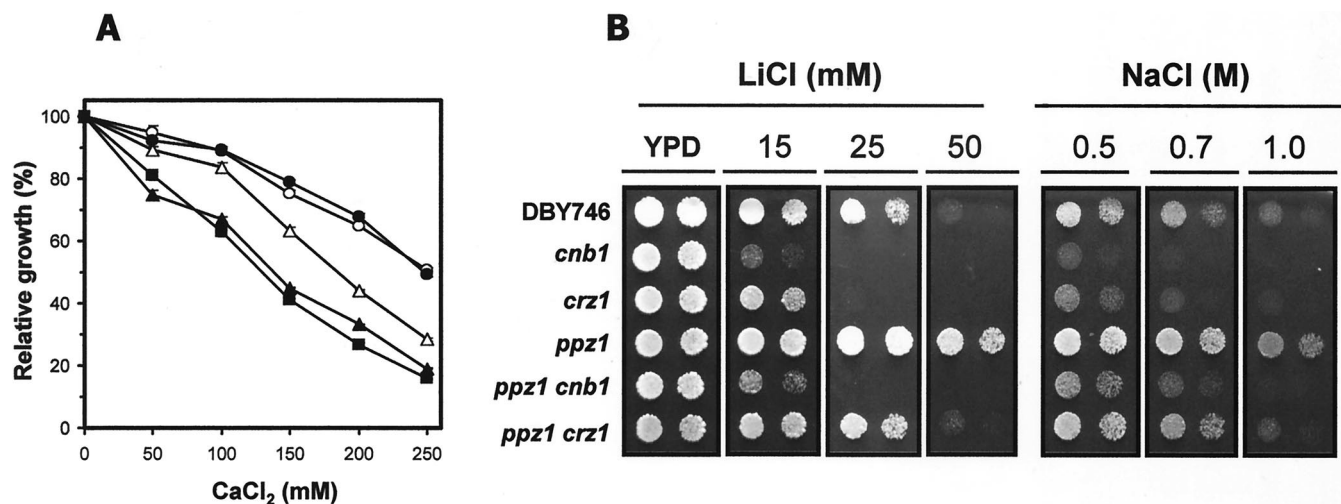 A
Relative growth (%)
100
80
60
40
20
0
0 50 100 150 200 250
CaCl₂ (mM)
B
LiCl (mM) NaCl (M)
YPD 15 25 50 0.5 0.7 1.0
DBY746
cnb1
crz1
ppz1
ppz1 cnb1
ppz1 crz1